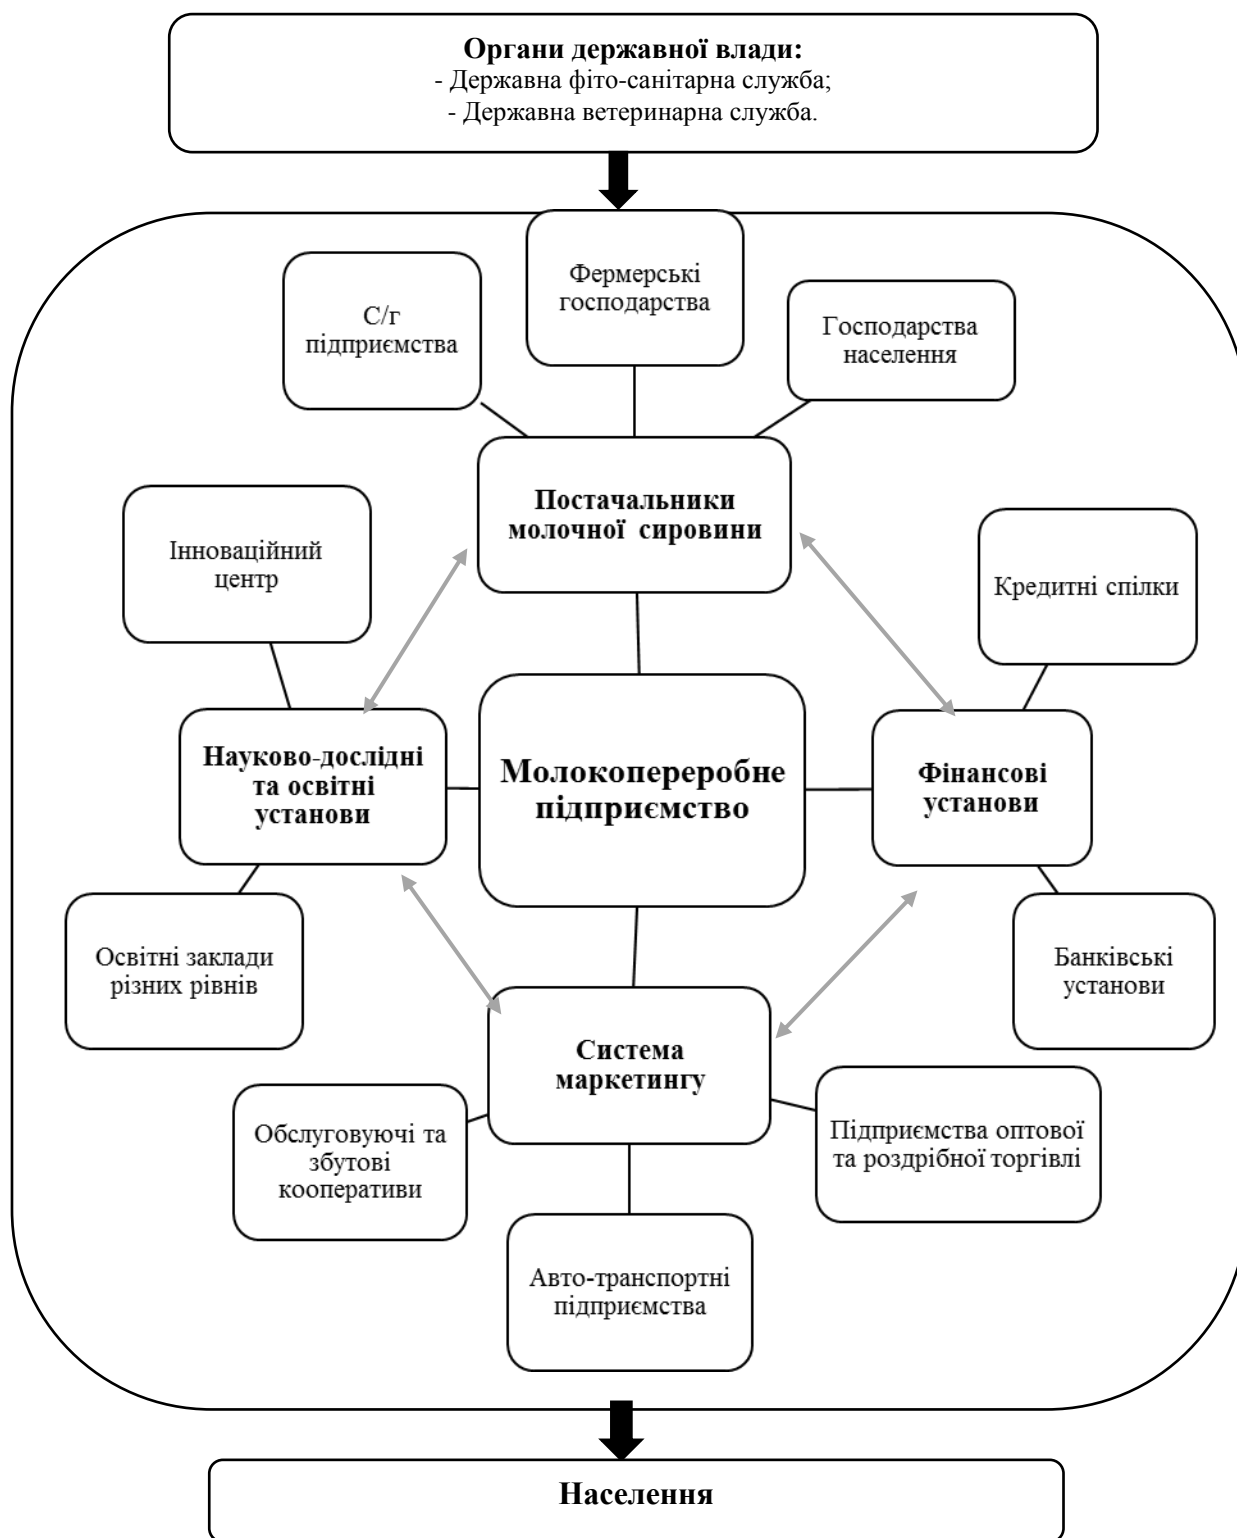 Органи державної влади:
- Державна фіто-санітарна служба;
- Державна ветеринарна служба.
Фермерські
господарства
С/г
підприємства
Господарства
населення
Постачальники
молочної сировини
Інноваційний
центр
Кредитні спілки
Науково-дослідні
та освітні
установи
Молокопереробне
підприємство
Фінансові
установи
Освітні заклади
різних рівнів
Банківські
установи
Система
маркетингу
Обслуговуючі та
збутові
кооперативи
Підприємства оптової
та роздрібної торгівлі
Авто-транспортні
підприємства
Населення